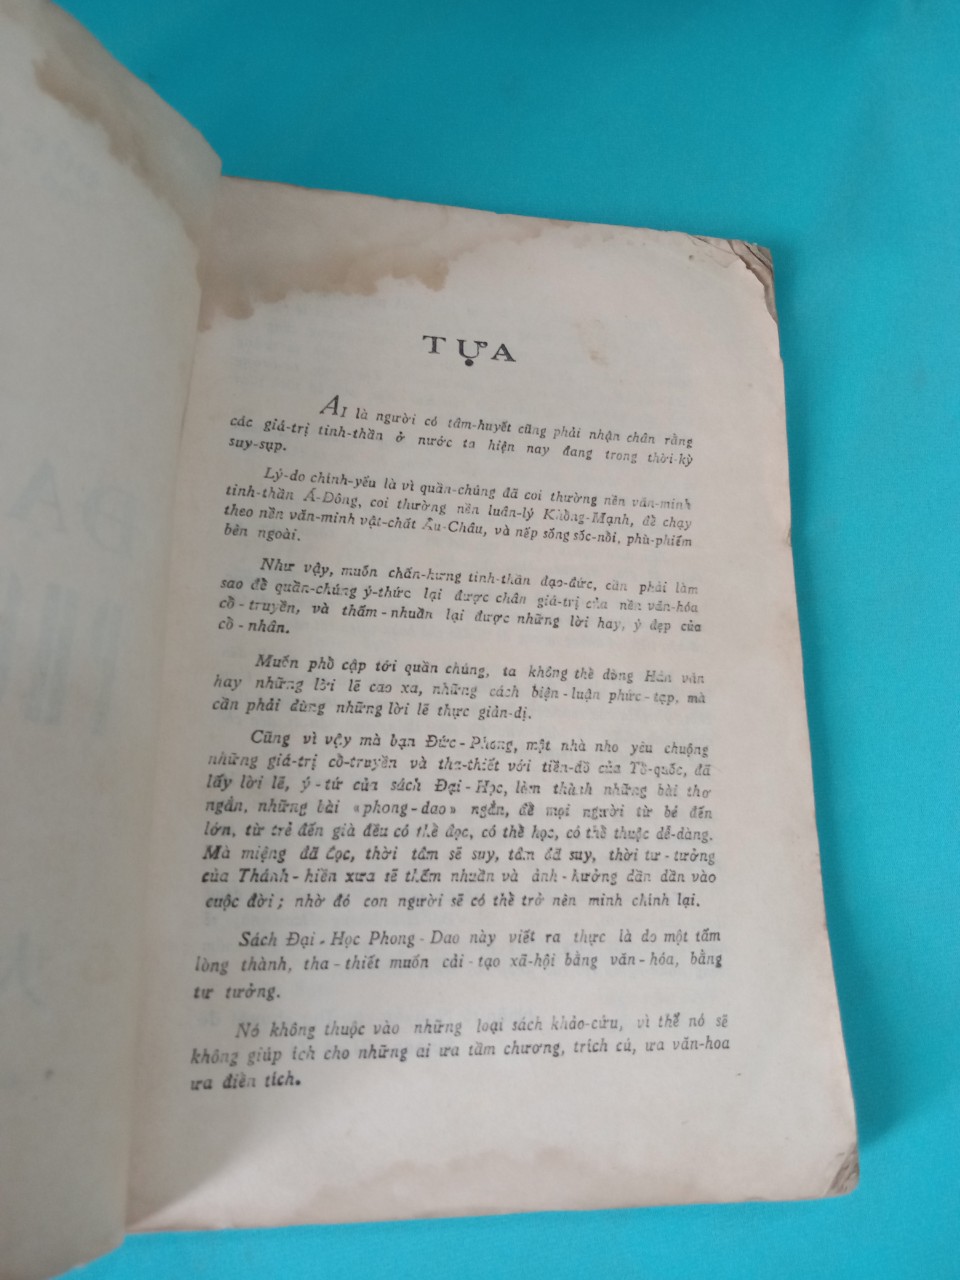 TỰA
AI là người có tâm-huyết cũng phải nhận chân rằng
các giá-trị tinh-thần ở nước ta hiện nay đang trong thời-kỳ
suy-sụp.
Lý-do chính-yếu là vì quần-chúng đã coi thường nền văn-minh
tinh-thần Á-Đông, coi thường nền luân-lý Khổng-Mạnh, để chạy
theo nền văn-minh vật-chất Âu-Châu, và nếp sống sốc-nổi, phù-phiếm
bên ngoài.
Như vậy, muốn chấn-hưng tinh-thần đạo-đức, cần phải làm
sao để quần-chúng ý-thức lại được chân giá-trị của nền văn-hóa
cổ-truyền, và thấm-nhuần lại được những lời hay, ý đẹp của
cổ-nhân.
Muốn phổ cập tới quần chúng, ta không thể dùng Hán văn
hay những lời lẽ cao xa, những cách biện-luận phức-tạp, mà
cần phải dùng những lời lẽ thực giản-dị.
Cũng vì vậy mà bạn Đức-Phong, một nhà nho yêu chuộng
những giá-trị cổ-truyền và tha-thiết với tiền-đồ của Tổ-quốc, đã
lấy lời lẽ, ý-tứ của sách Đại-Học, làm thành những bài thơ
ngắn, những bài «phong-dao» ngắn, để mọi người từ bé đến
lớn, từ trẻ đến già đều có thể đọc, có thể học, có thể thuộc dễ-dàng.
Mà miệng đã đọc, thời tâm sẽ suy, tâm đã suy, thời tư-tưởng
của Thánh-hiền xưa sẽ thấm nhuần và ảnh-hưởng dần dần vào
cuộc đời; nhờ đó con người sẽ có thể trở nên minh chính lại.
Sách Đại-Học Phong-Dao này viết ra thực là do một tấm
lòng thành, tha-thiết muốn cải-tạo xã-hội bằng văn-hóa, bằng
tư tưởng.
Nó không thuộc vào những loại sách khảo-cứu, vì thế nó sẽ
không giúp ích cho những ai ưa tầm chương, trích cú, ưa văn-hoa
ưa điền tích.